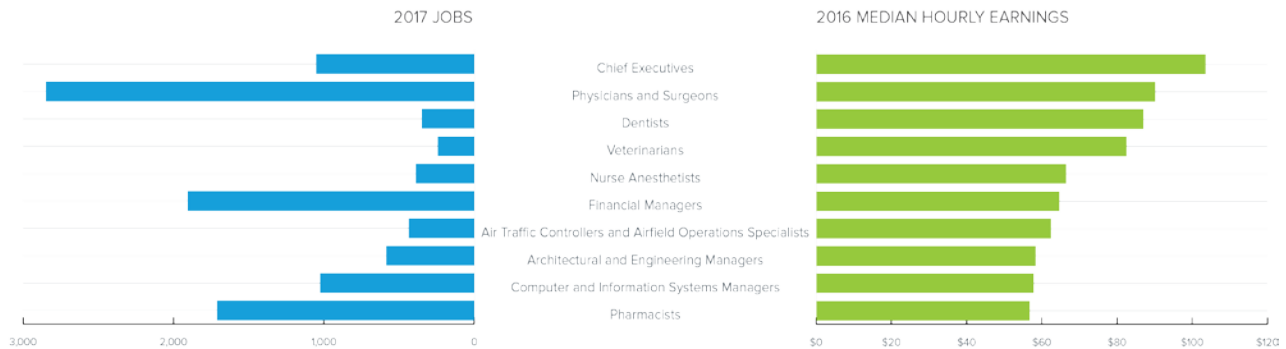 2017 JOBS
2016 MEDIAN HOURLY EARNINGS
Chief Executives
Physicians and Surgeons
Dentists
Veterinarians
Nurse Anesthetists
Financial Managers
Air Traffic Controllers and Airfield Operations Specialists
Architectural and Engineering Managers
Computer and Information Systems Managers
Pharmacists
3,000 2,000 1,000 0
$0 $20 $40 $60 $80 $100 $120